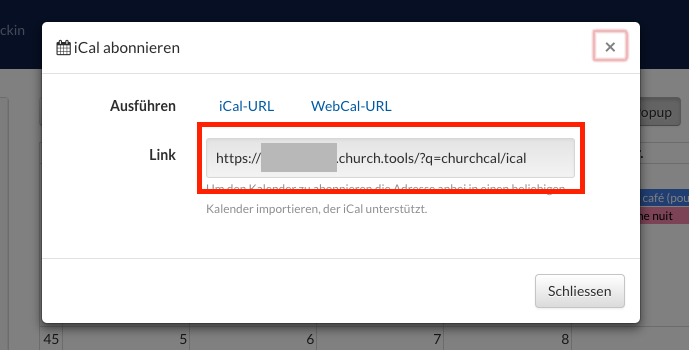 ckin
iCal abonnieren
×
Ausführen iCal-URL WebCal-URL
opup
Link https:// .church.tools/?q=churchcal/ical
Um den Kalender zu abonnieren die Adresse anbei in einen beliebigen
Kalender importieren, der iCal unterstützt.
café (pou
ne nuit
Schliessen
45 5 6 7 8